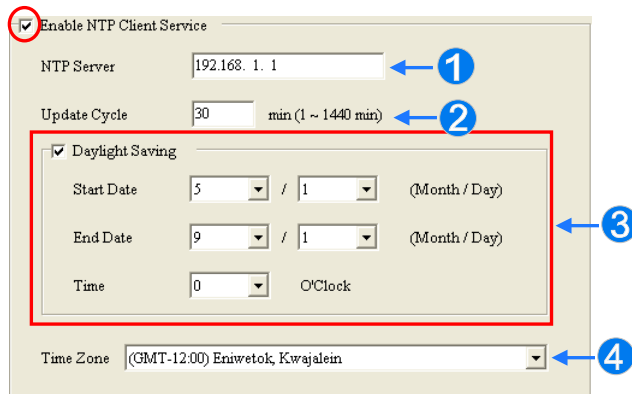 Enable NTP Client Service
NTP Server 192.168. 1. 1 1
Update Cycle 30 min (1 ~ 1440 min) 2
Daylight Saving
Start Date 5 / 1 (Month / Day)
3
End Date 9 / 1 (Month / Day)
Time 0 O'Clock
Time Zone (GMT-12:00) Eniwetok, Kwajalein 4